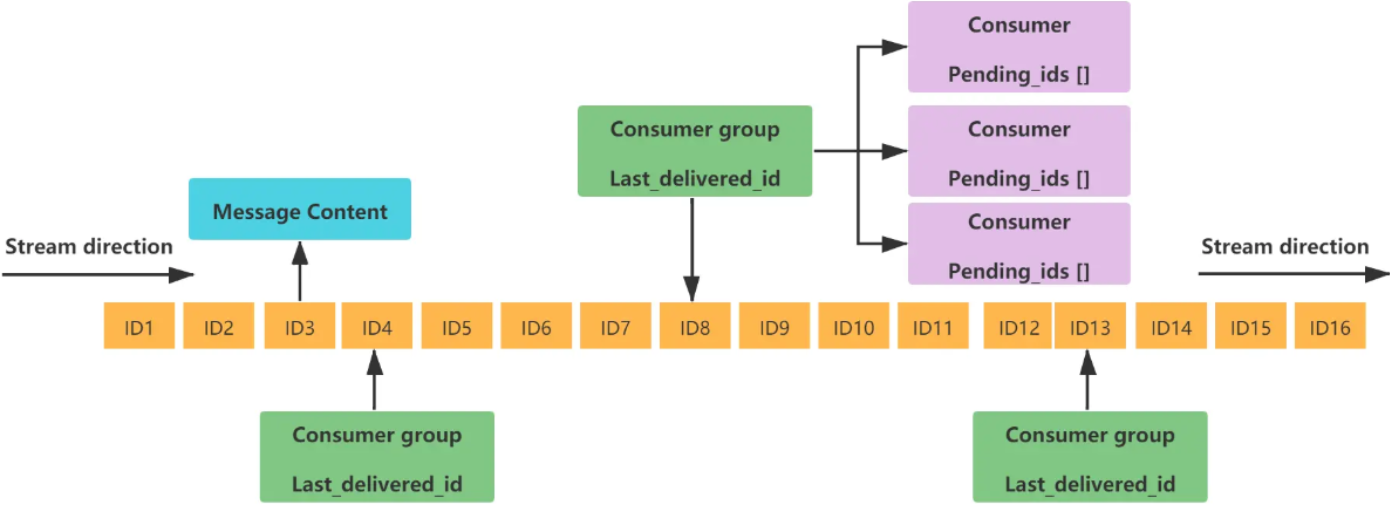 Consumer
Pending_ids []
Consumer group
Last_delivered_id
Consumer
Pending_ids []
Message Content
Consumer
Pending_ids []
Stream direction
Stream direction
ID1
ID2
ID3
ID4
ID5
ID6
ID7
ID8
ID9
ID10
ID11
ID12
ID13
ID14
ID15
ID16
Consumer group
Last_delivered_id
Consumer group
Last_delivered_id